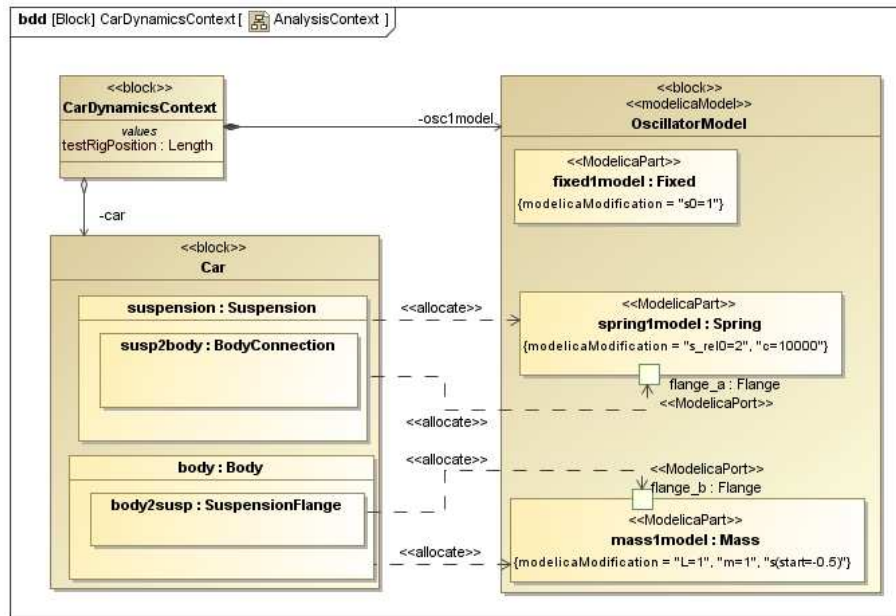 bdd [Block] CarDynamicsContext [ AnalysisContext ]
<<block>>
CarDynamicsContext
values
testRigPosition : Length
-osc1model
-car
<<block>>
<<modelicaModel>>
OscillatorModel
<<ModelicaPart>>
fixed1model : Fixed
{modelicaModification = "s0=1"}
<<block>>
Car
suspension : Suspension
susp2body : BodyConnection
<<allocate>>
<<ModelicaPart>>
spring1model : Spring
{modelicaModification = "s_rel0=2", "c=10000"}
flange_a : Flange
<<ModelicaPort>>
<<allocate>>
body : Body
body2susp : SuspensionFlange
<<allocate>>
<<ModelicaPort>>
flange_b : Flange
<<allocate>>
<<ModelicaPart>>
mass1model : Mass
{modelicaModification = "L=1", "m=1", "s(start=-0.5)"}